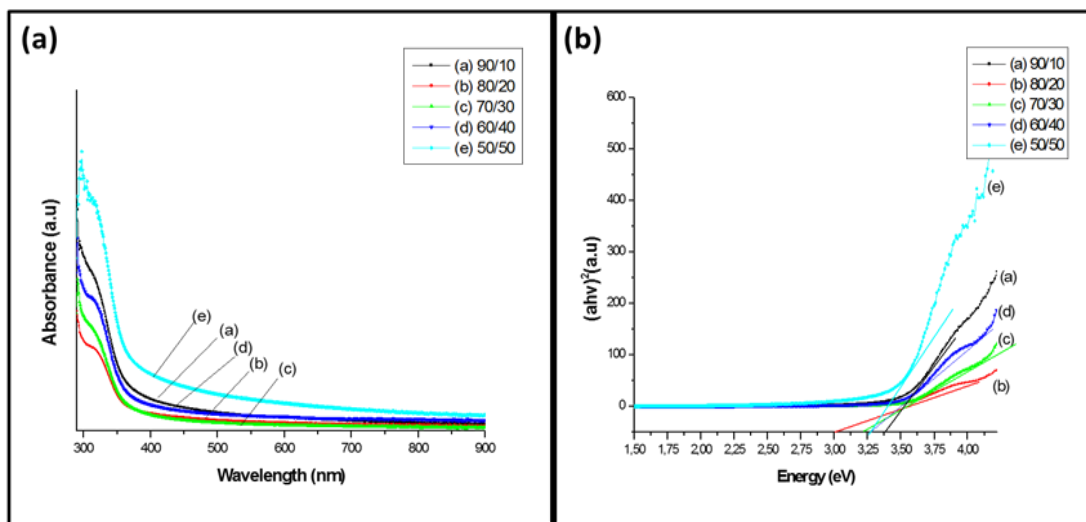 (a)
(a) 90/10
(b) 80/20
(c) 70/30
(d) 60/40
(e) 50/50
Absorbance (a.u)
(e)
(a)
(d)
(b)
(c)
300 400 500 600 700 800 900
Wavelength (nm)
(b)
(a) 90/10
(b) 80/20
(c) 70/30
(d) 60/40
(e) 50/50
(ahv)²(a.u)
600
500
400
300
200
100
0
(e)
(a)
(d)
(c)
(b)
1,50 1,75 2,00 2,25 2,50 2,75 3,00 3,25 3,50 3,75 4,00
Energy (eV)